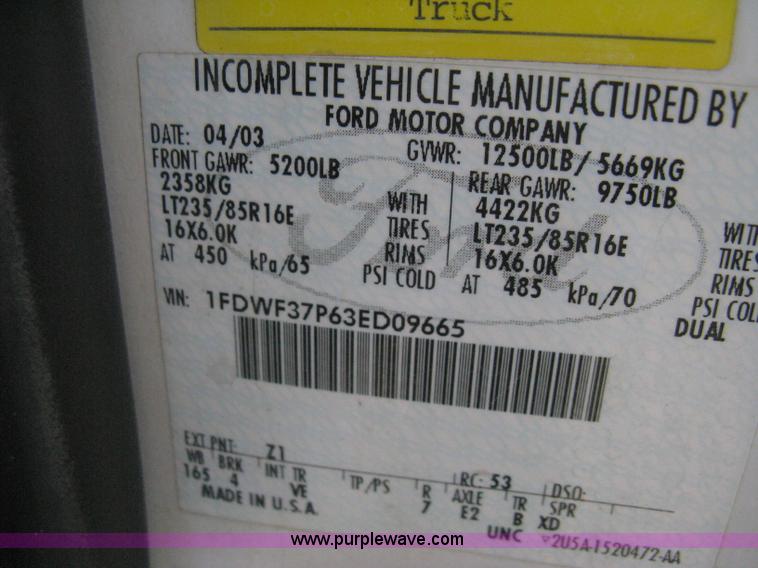 Truck
INCOMPLETE VEHICLE MANUFACTURED BY
FORD MOTOR COMPANY
DATE: 04/03 GVWR: 12500LB/5669KG
FRONT GAWR: 5200LB REAR GAWR: 9750LB
2358KG WITH 4422KG WITH
LT235/85R16E TIRES LT235/85R16E TIRES
16X6.0K RIMS 16X6.0K RIMS
AT 450 kPa/65 PSI COLD AT 485 kPa/70 PSI COL
DUAL
VIN: 1FDWF37P63ED09665
Ford
EXT PNT: Z1 RC: 53 DSO:
WB BRK INT TR TP/PS R AXLE TR SPR
165 4 VE 7 E2 B XD
MADE IN U.S.A. UNC 2U5A-1520472-AA
www.purplewave.com